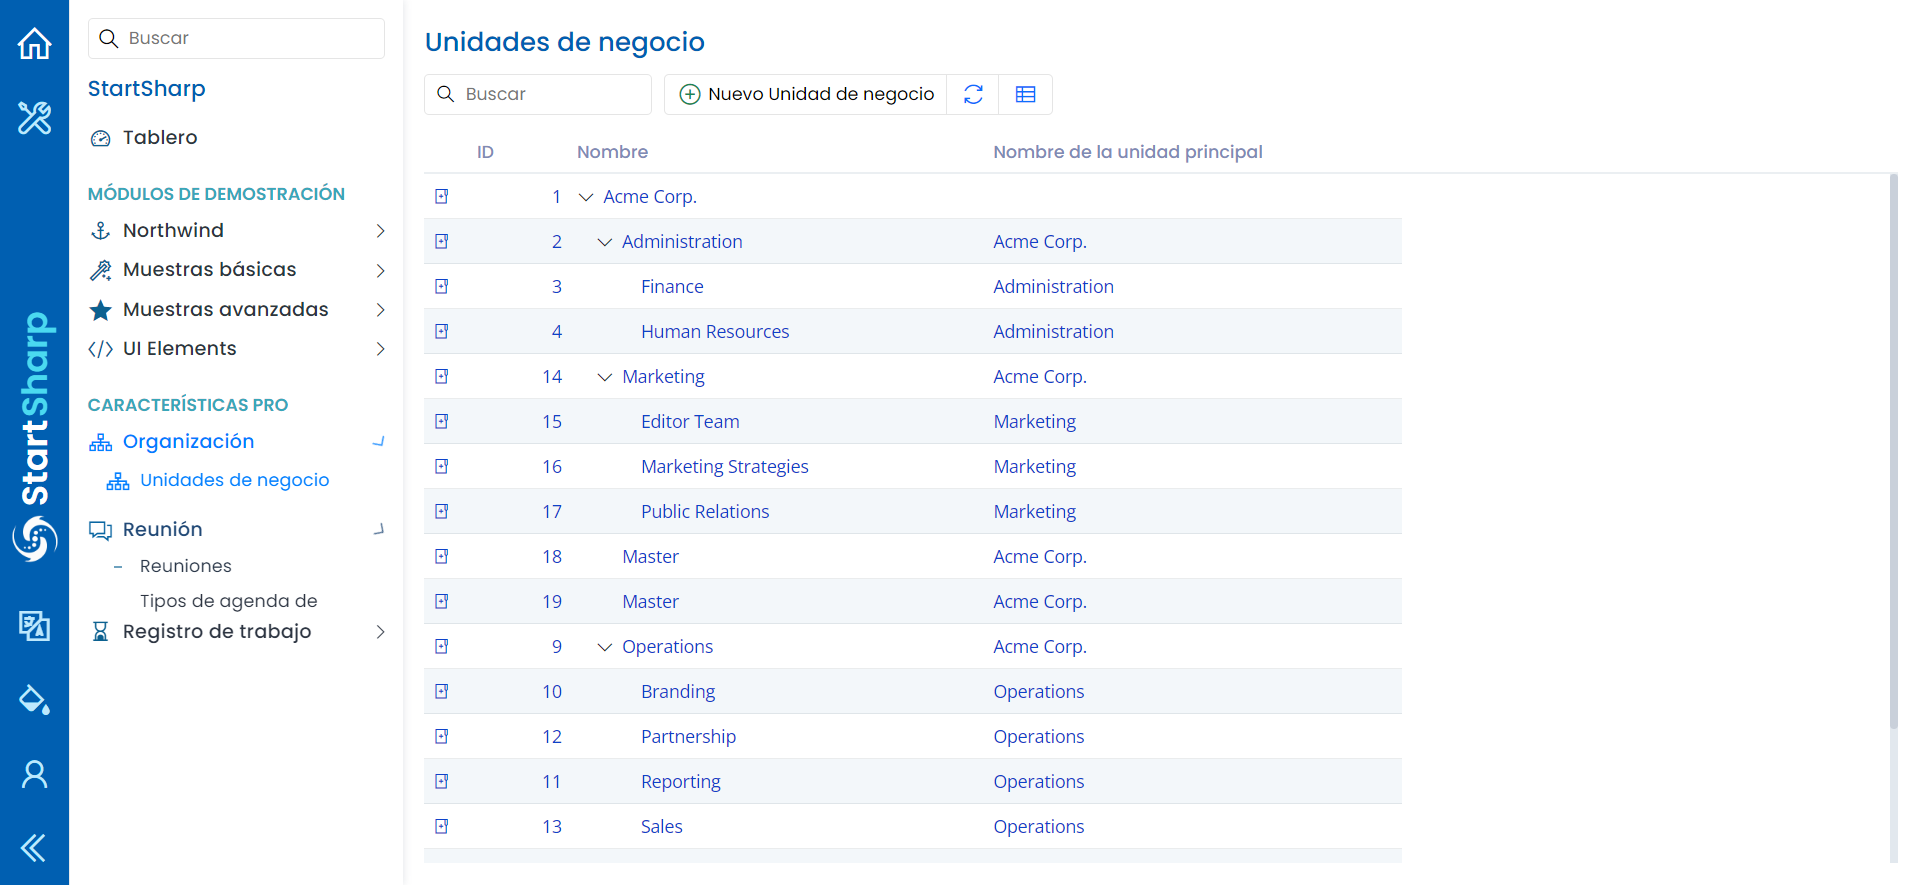 StartSharp
Buscar
StartSharp
Tablero
MÓDULOS DE DEMOSTRACIÓN
Northwind
Muestras básicas
Muestras avanzadas
UI Elements
CARACTERÍSTICAS PRO
Organización
Unidades de negocio
Reunión
Reuniones
Tipos de agenda de
Registro de trabajo
Unidades de negocio
Buscar
Nuevo Unidad de negocio
ID Nombre Nombre de la unidad principal
1 Acme Corp.
2 Administration Acme Corp.
3 Finance Administration
4 Human Resources Administration
14 Marketing Acme Corp.
15 Editor Team Marketing
16 Marketing Strategies Marketing
17 Public Relations Marketing
18 Master Acme Corp.
19 Master Acme Corp.
9 Operations Acme Corp.
10 Branding Operations
12 Partnership Operations
11 Reporting Operations
13 Sales Operations